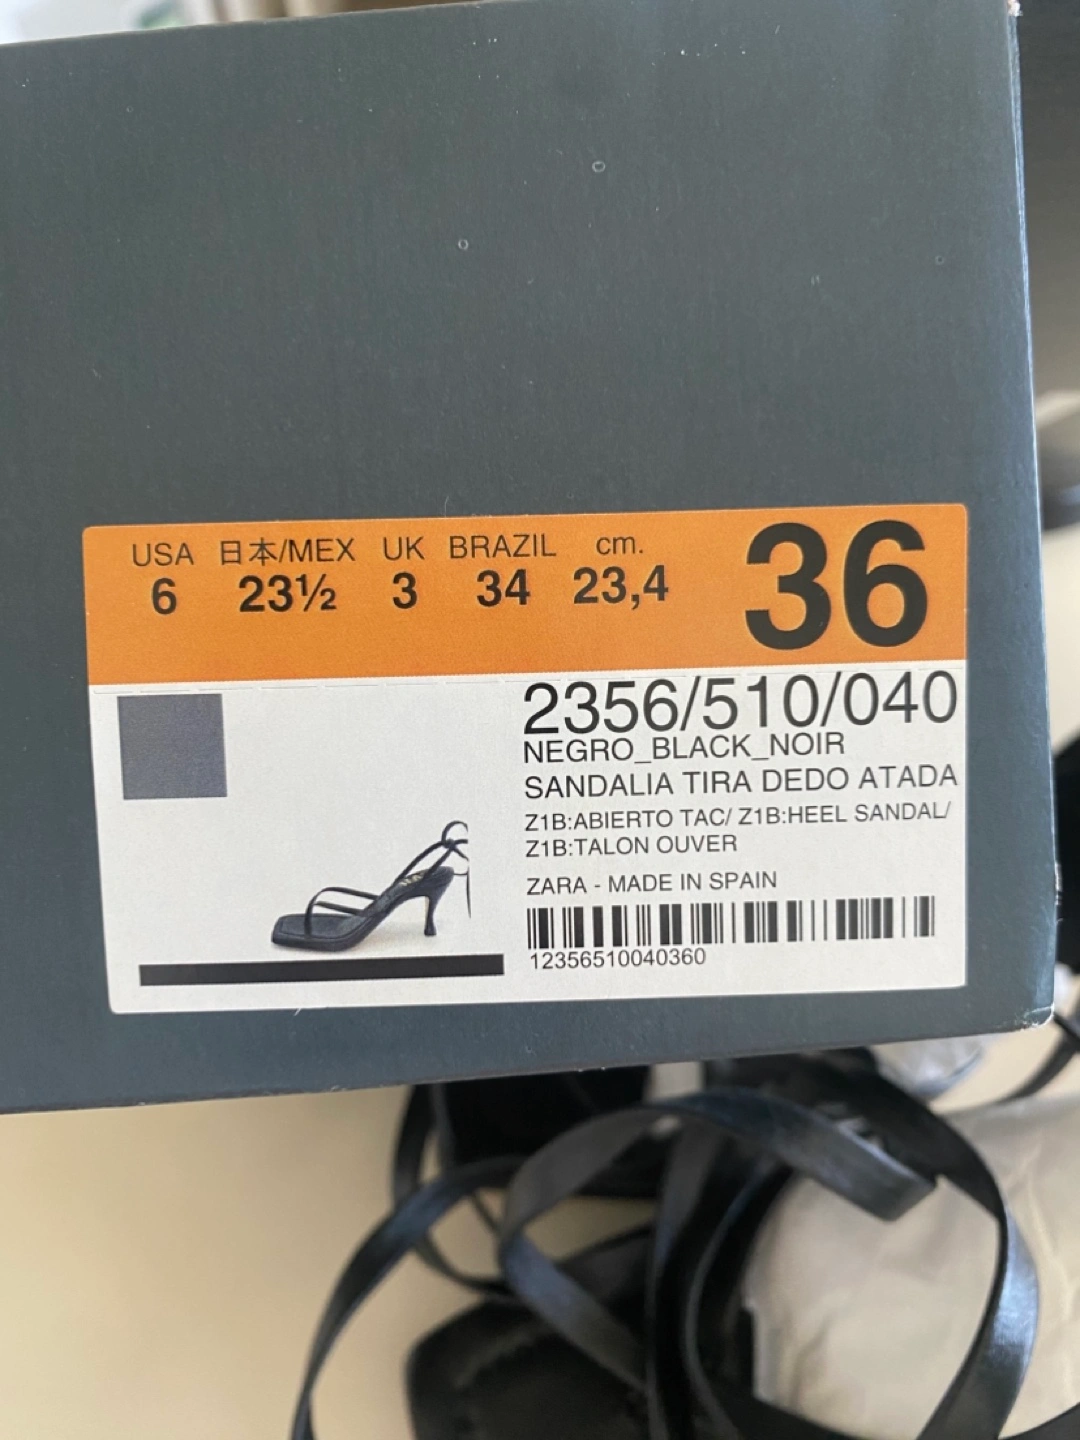 USA 日本/MEX UK BRAZIL cm.
6 23½ 3 34 23,4
36
2356/510/040
NEGRO_BLACK_NOIR
SANDALIA TIRA DEDO ATADA
Z1B:ABIERTO TAC/ Z1B:HEEL SANDAL/
Z1B:TALON OUVER
ZARA - MADE IN SPAIN
12356510040360